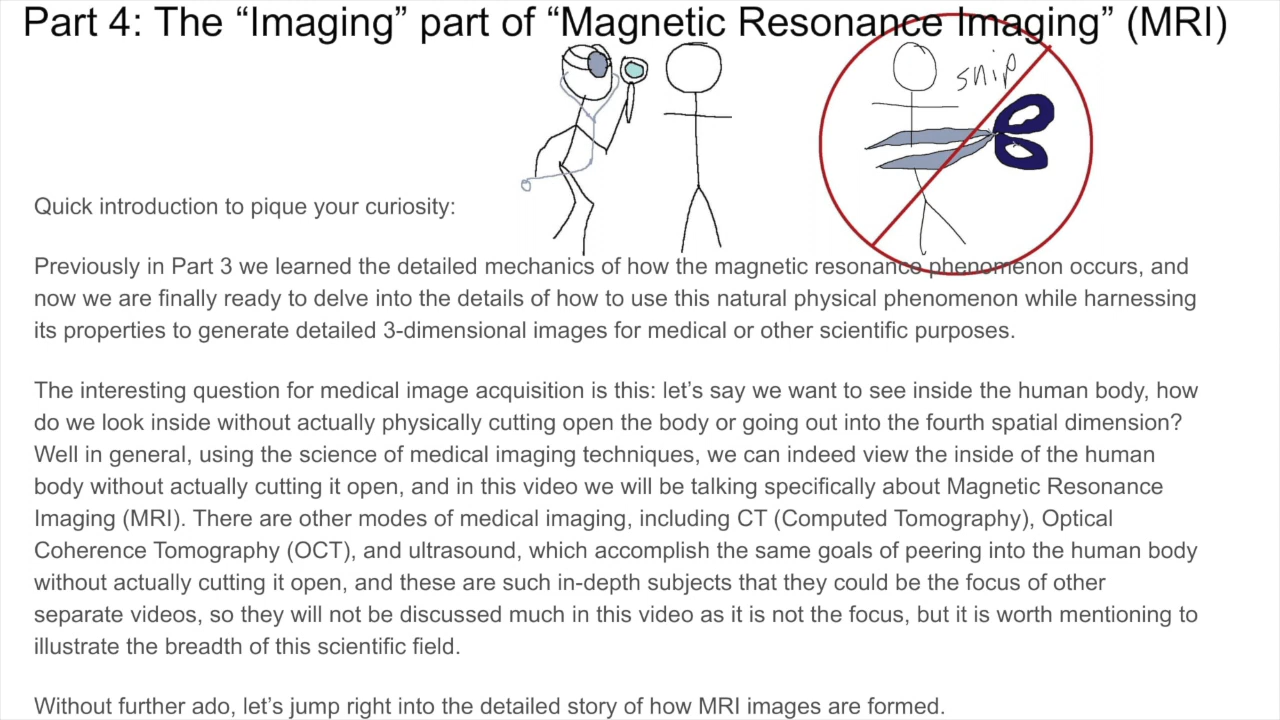 Part 4: The “Imaging” part of “Magnetic Resonance Imaging” (MRI)
snip
Quick introduction to pique your curiosity:
Previously in Part 3 we learned the detailed mechanics of how the magnetic resonance phenomenon occurs, and
now we are finally ready to delve into the details of how to use this natural physical phenomenon while harnessing
its properties to generate detailed 3-dimensional images for medical or other scientific purposes.
The interesting question for medical image acquisition is this: let’s say we want to see inside the human body, how
do we look inside without actually physically cutting open the body or going out into the fourth spatial dimension?
Well in general, using the science of medical imaging techniques, we can indeed view the inside of the human
body without actually cutting it open, and in this video we will be talking specifically about Magnetic Resonance
Imaging (MRI). There are other modes of medical imaging, including CT (Computed Tomography), Optical
Coherence Tomography (OCT), and ultrasound, which accomplish the same goals of peering into the human body
without actually cutting it open, and these are such in-depth subjects that they could be the focus of other
separate videos, so they will not be discussed much in this video as it is not the focus, but it is worth mentioning to
illustrate the breadth of this scientific field.
Without further ado, let’s jump right into the detailed story of how MRI images are formed.